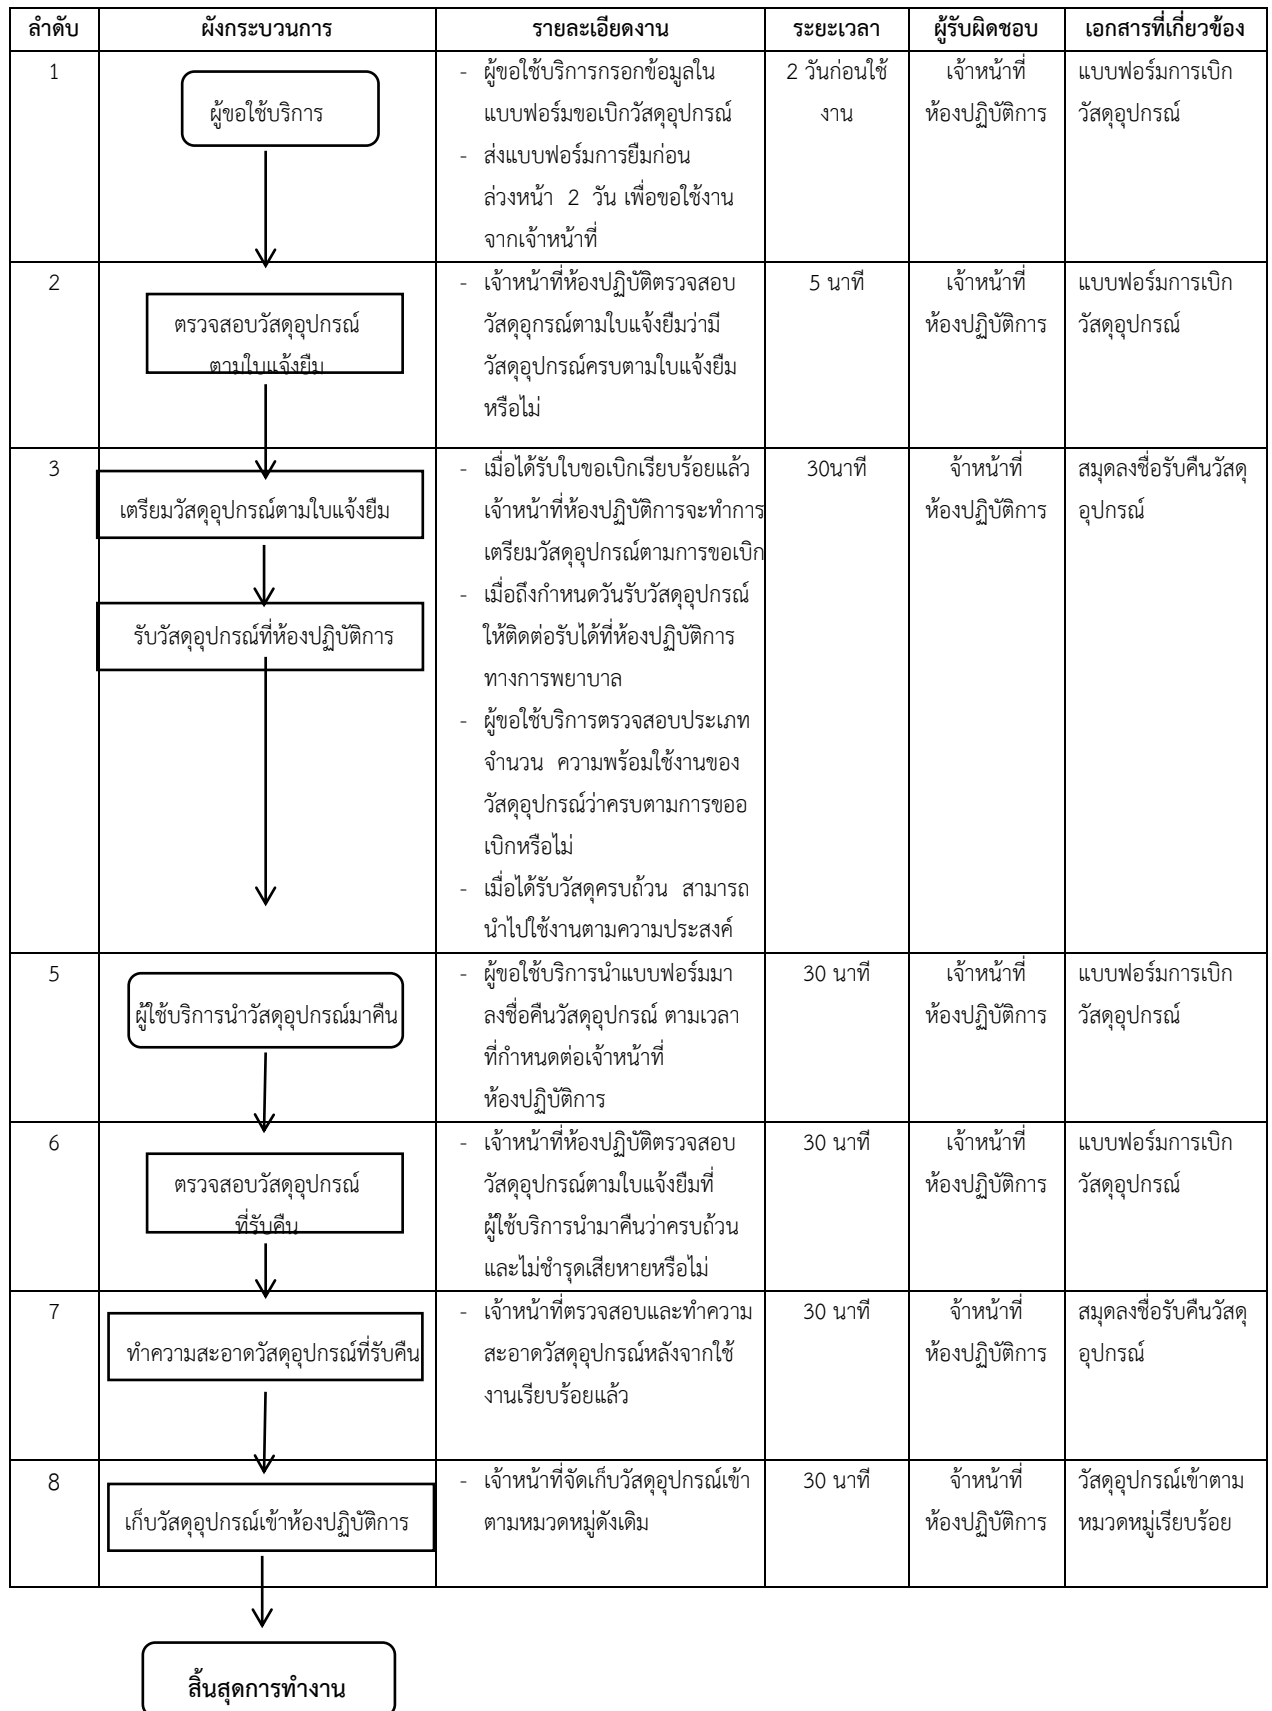 ลำดับ ผังกระบวนการ รายละเอียดงาน ระยะเวลา ผู้รับผิดชอบ เอกสารที่เกี่ยวข้อง
1
ผู้ขอใช้บริการ
- ผู้ขอใช้บริการกรอกข้อมูลใน
แบบฟอร์มขอเบิกวัสดุอุปกรณ์
- ส่งแบบฟอร์มการยืมก่อน
ล่วงหน้า 2 วัน เพื่อขอใช้งาน
จากเจ้าหน้าที่
2 วันก่อนใช้
งาน
เจ้าหน้าที่
ห้องปฏิบัติการ
แบบฟอร์มการเบิก
วัสดุอุปกรณ์
2
ตรวจสอบวัสดุอุปกรณ์
ตามใบแจ้งยืม
- เจ้าหน้าที่ห้องปฏิบัติตรวจสอบ
วัสดุอุกรณ์ตามใบแจ้งยืมว่ามี
วัสดุอุปกรณ์ครบตามใบแจ้งยืม
หรือไม่
5 นาที
เจ้าหน้าที่
ห้องปฏิบัติการ
แบบฟอร์มการเบิก
วัสดุอุปกรณ์
3
เตรียมวัสดุอุปกรณ์ตามใบแจ้งยืม
รับวัสดุอุปกรณ์ที่ห้องปฏิบัติการ
- เมื่อได้รับใบขอเบิกเรียบร้อยแล้ว
เจ้าหน้าที่ห้องปฏิบัติการจะทำการ
เตรียมวัสดุอุปกรณ์ตามการขอเบิก
- เมื่อถึงกำหนดวันรับวัสดุอุปกรณ์
ให้ติดต่อรับได้ที่ห้องปฏิบัติการ
ทางการพยาบาล
- ผู้ขอใช้บริการตรวจสอบประเภท
จำนวน ความพร้อมใช้งานของ
วัสดุอุปกรณ์ว่าครบตามการขออ
เบิกหรือไม่
- เมื่อได้รับวัสดุครบถ้วน สามารถ
นำไปใช้งานตามความประสงค์
30นาที
จ้าหน้าที่
ห้องปฏิบัติการ
สมุดลงชื่อรับคืนวัสดุ
อุปกรณ์
5
ผู้ใช้บริการนำวัสดุอุปกรณ์มาคืน
- ผู้ขอใช้บริการนำแบบฟอร์มมา
ลงชื่อคืนวัสดุอุปกรณ์ ตามเวลา
ที่กำหนดต่อเจ้าหน้าที่
ห้องปฏิบัติการ
30 นาที
เจ้าหน้าที่
ห้องปฏิบัติการ
แบบฟอร์มการเบิก
วัสดุอุปกรณ์
6
ตรวจสอบวัสดุอุปกรณ์
ที่รับคืน
- เจ้าหน้าที่ห้องปฏิบัติตรวจสอบ
วัสดุอุปกรณ์ตามใบแจ้งยืมที่
ผู้ใช้บริการนำมาคืนว่าครบถ้วน
และไม่ชำรุดเสียหายหรือไม่
30 นาที
เจ้าหน้าที่
ห้องปฏิบัติการ
แบบฟอร์มการเบิก
วัสดุอุปกรณ์
7
ทำความสะอาดวัสดุอุปกรณ์ที่รับคืน
- เจ้าหน้าที่ตรวจสอบและทำความ
สะอาดวัสดุอุปกรณ์หลังจากใช้
งานเรียบร้อยแล้ว
30 นาที
จ้าหน้าที่
ห้องปฏิบัติการ
สมุดลงชื่อรับคืนวัสดุ
อุปกรณ์
8
เก็บวัสดุอุปกรณ์เข้าห้องปฏิบัติการ
- เจ้าหน้าที่จัดเก็บวัสดุอุปกรณ์เข้า
ตามหมวดหมู่ดังเดิม
30 นาที
จ้าหน้าที่
ห้องปฏิบัติการ
วัสดุอุปกรณ์เข้าตาม
หมวดหมู่เรียบร้อย
สิ้นสุดการทำงาน